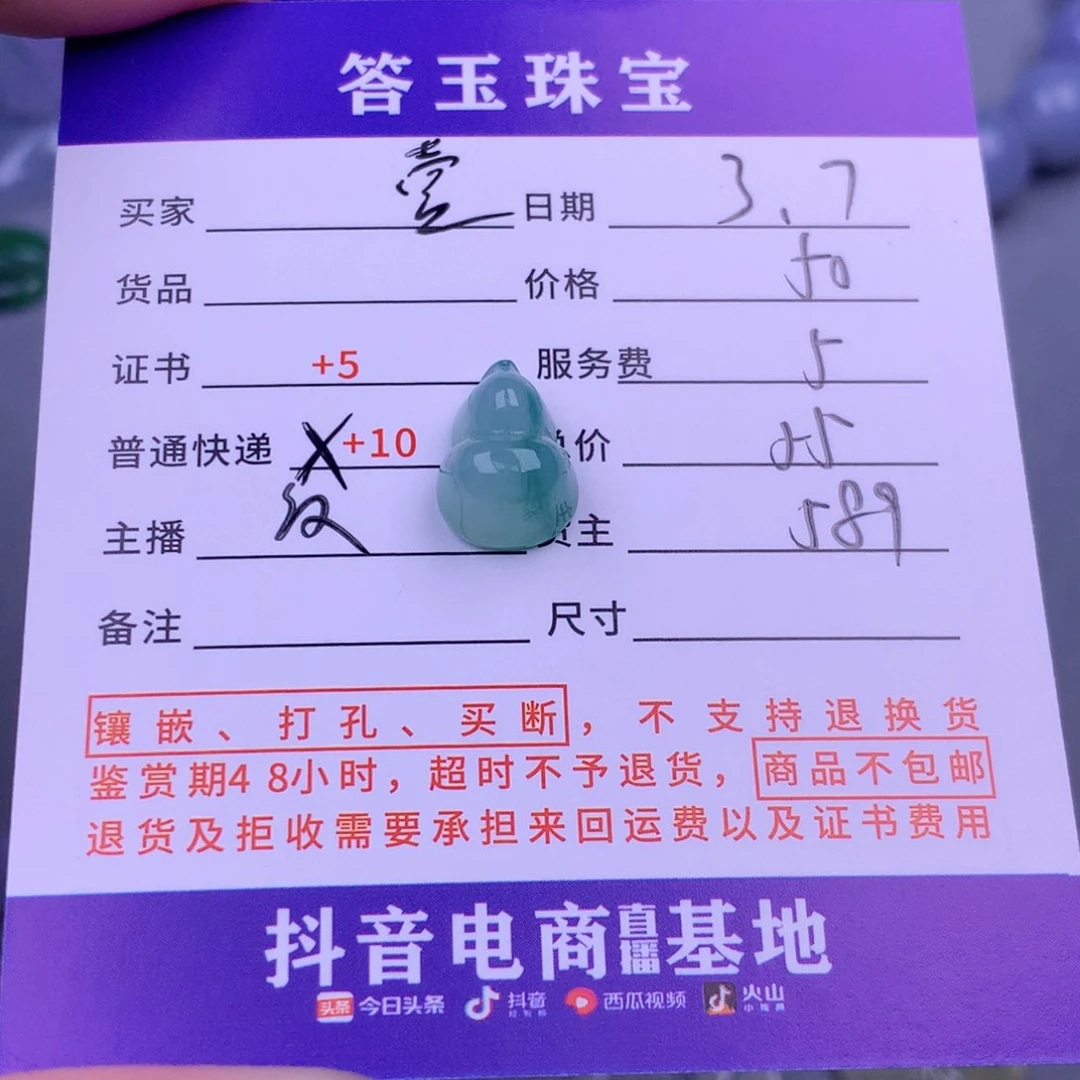 答玉珠宝
买家 壹 日期 3.7
货品 价格 50
证书 +5 服务费 5
普通快递 X+10 价
主播 货主 589
备注 尺寸
镶嵌、打孔、买断，不支持退换货
鉴赏期48小时，超时不予退货，商品不包邮
退货及拒收需要承担来回运费以及证书费用
抖音电商直播基地
头条 今日头条 抖音 西瓜视频 火山